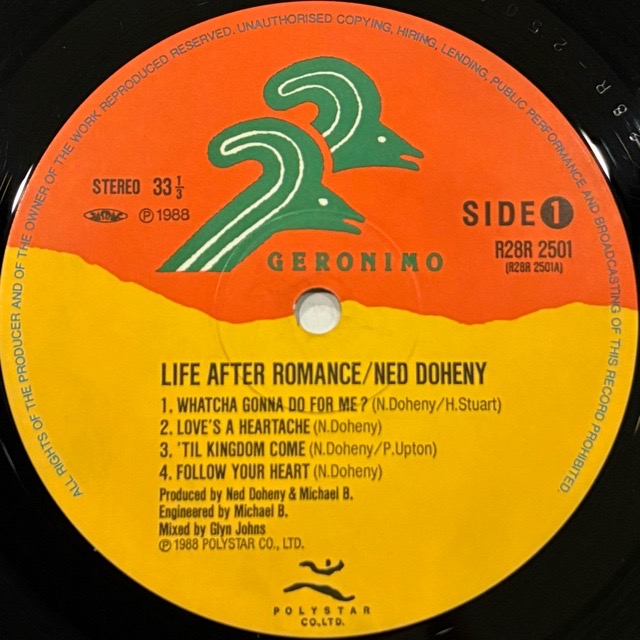 ALL RIGHTS OF THE PRODUCER AND OF THE OWNER OF THE WORK REPRODUCED RESERVED. UNAUTHORISED COPYING, HIRING, LENDING, PUBLIC PERFORMANCE AND BROADCASTING OF THIS RECORD PROHIBITED.
STEREO 33 1/3
℗ 1988
SIDE 1
R28R 2501
(R28R 2501A)
GERONIMO
LIFE AFTER ROMANCE/NED DOHENY
1. WHATCHA GONNA DO FOR ME? (N.Doheny/H.Stuart)
2. LOVE'S A HEARTACHE (N.Doheny)
3. 'TIL KINGDOM COME (N.Doheny/P.Upton)
4. FOLLOW YOUR HEART (N.Doheny)
Produced by Ned Doheny & Michael B.
Engineered by Michael B.
Mixed by Glyn Johns
℗1988 POLYSTAR CO., LTD.
POLYSTAR
CO.,LTD.